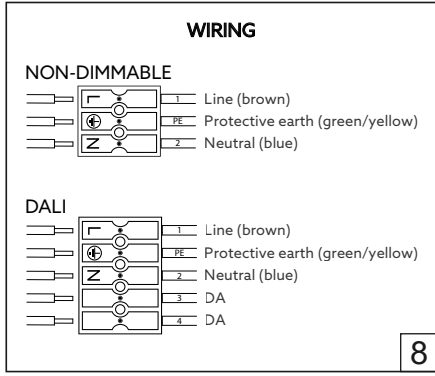 WIRING
NON-DIMMABLE
L 1 Line (brown)
PE Protective earth (green/yellow)
N 2 Neutral (blue)
DALI
L 1 Line (brown)
PE Protective earth (green/yellow)
N 2 Neutral (blue)
3 DA
4 DA
8